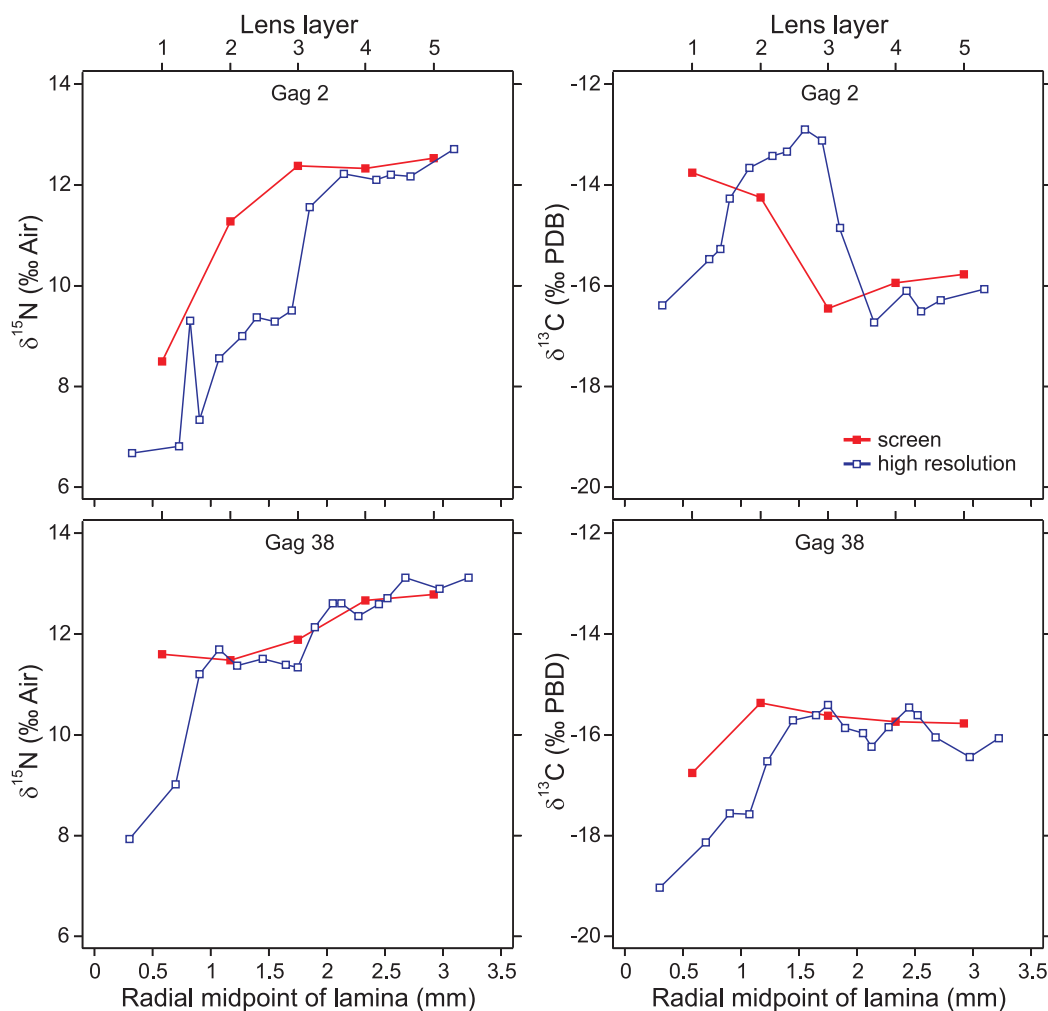 Lens layer
Lens layer
1 2 3 4 5
1 2 3 4 5
14
12
10
8
6
δ¹⁵N (‰ Air)
Gag 2
-12
-14
-16
-18
-20
δ¹³C (‰ PDB)
Gag 2
screen
high resolution
14
12
10
8
6
δ¹⁵N (‰ Air)
Gag 38
-12
-14
-16
-18
-20
δ¹³C (‰ PBD)
Gag 38
0 0.5 1 1.5 2 2.5 3 3.5
0 0.5 1 1.5 2 2.5 3 3.5
Radial midpoint of lamina (mm)
Radial midpoint of lamina (mm)